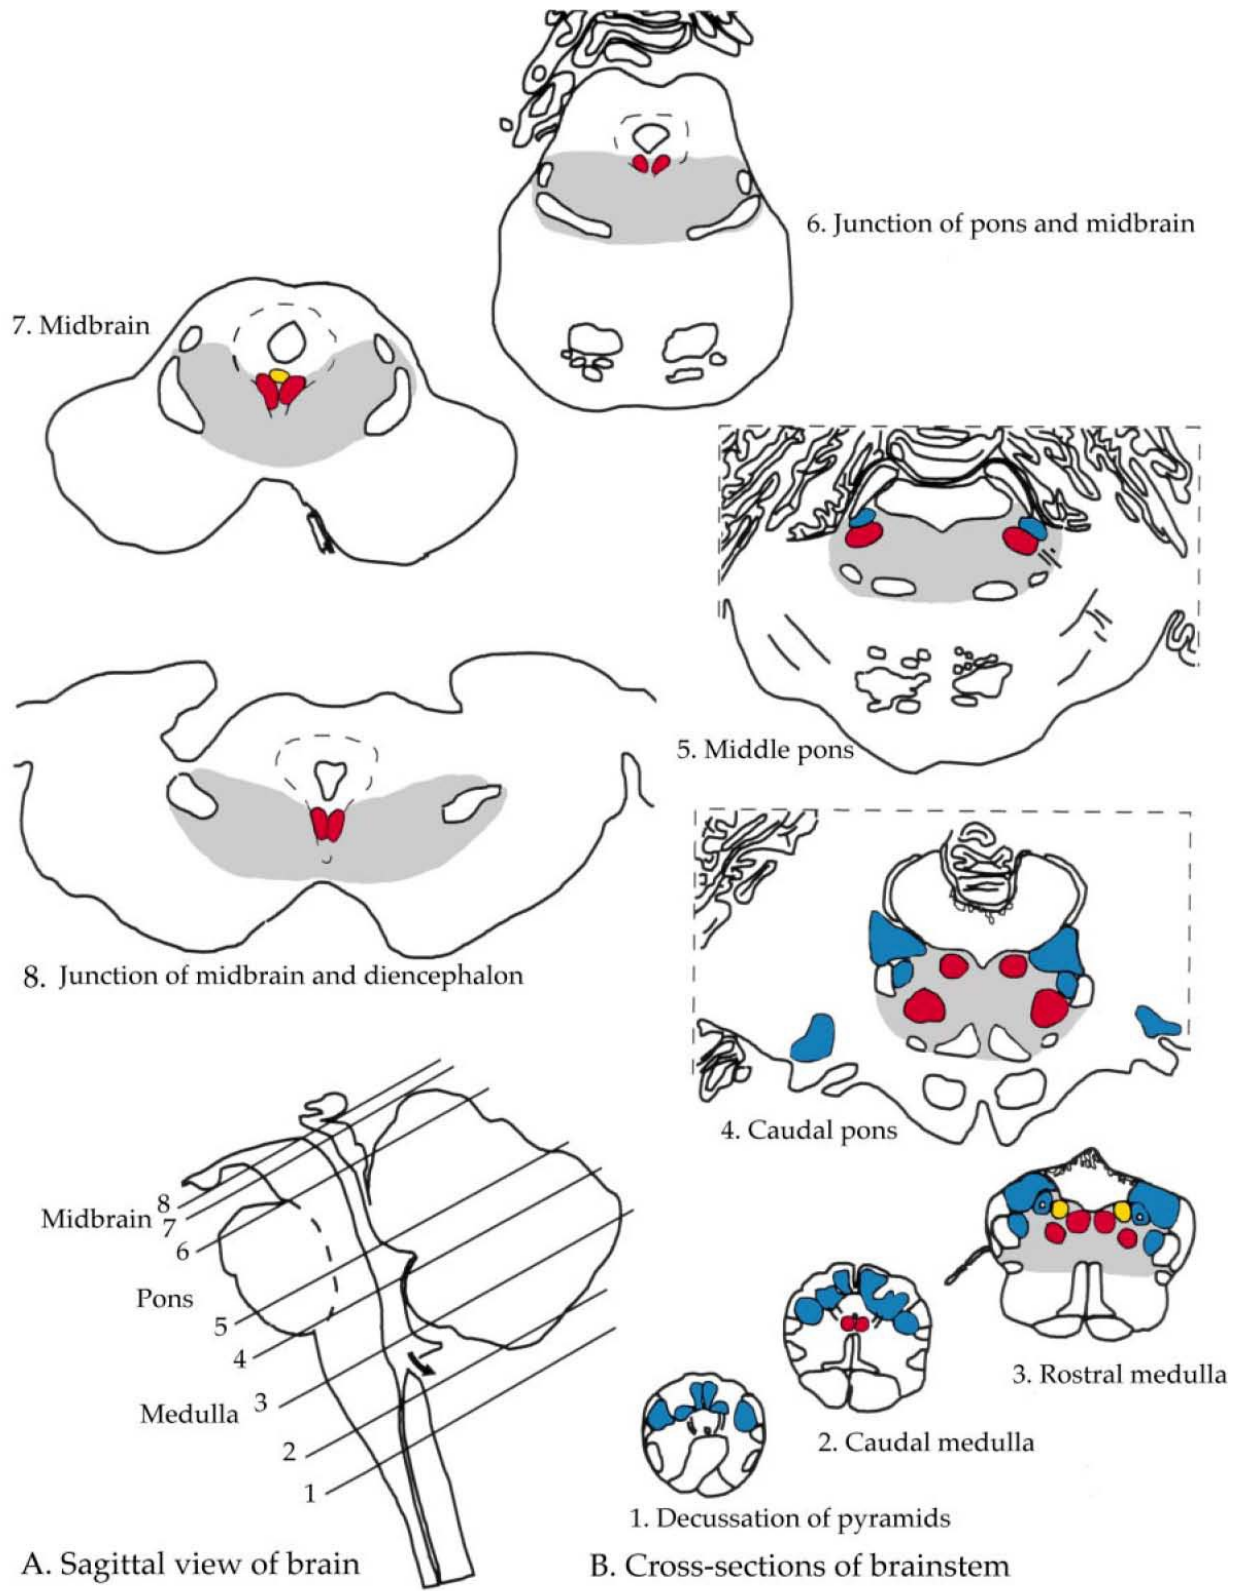 6. Junction of pons and midbrain
7. Midbrain
5. Middle pons
8. Junction of midbrain and diencephalon
4. Caudal pons
Midbrain
8
7
6
Pons
5
4
Medulla
3
2
1
3. Rostral medulla
2. Caudal medulla
1. Decussation of pyramids
A. Sagittal view of brain
B. Cross-sections of brainstem